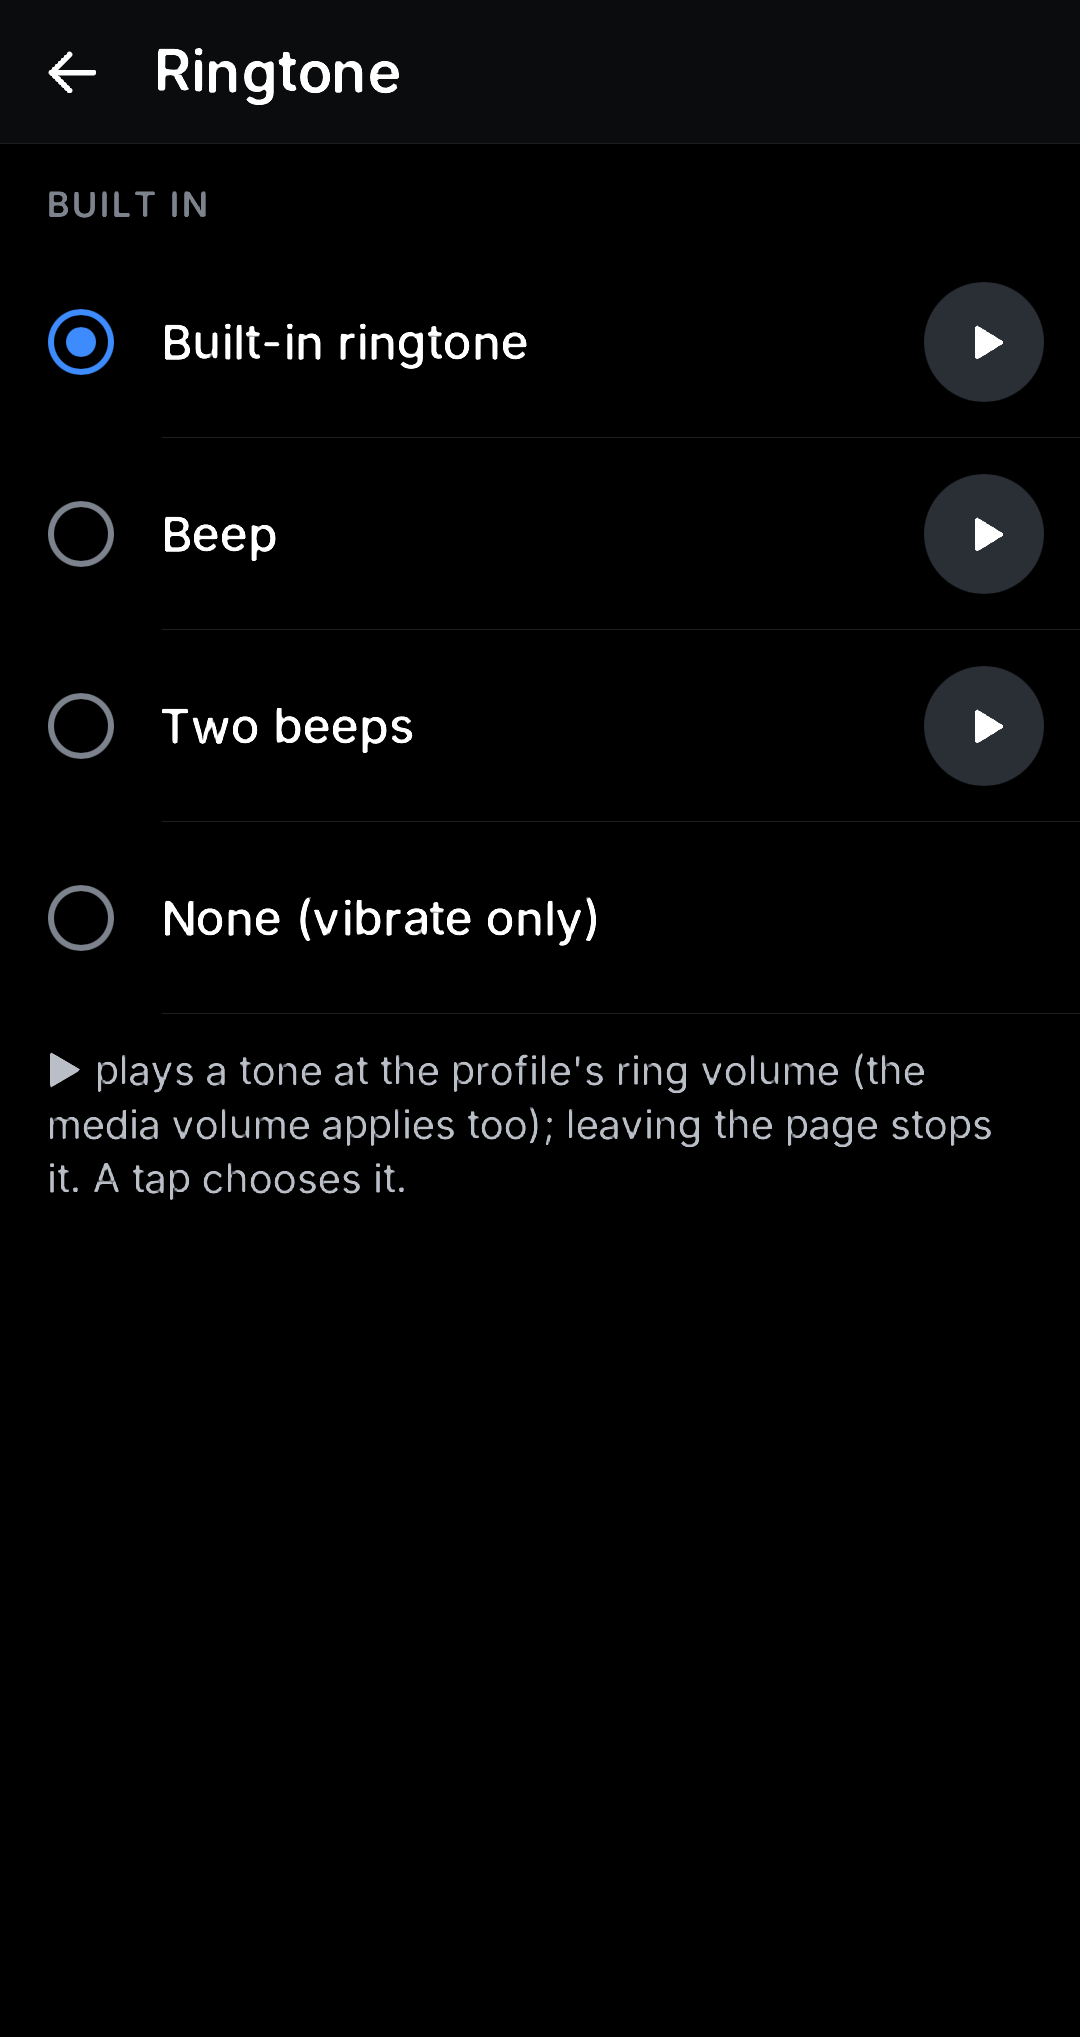 Ringtone
BUILT IN
Built-in ringtone
Beep
Two beeps
None (vibrate only)
▶ plays a tone at the profile's ring volume (the
media volume applies too); leaving the page stops
it. A tap chooses it.